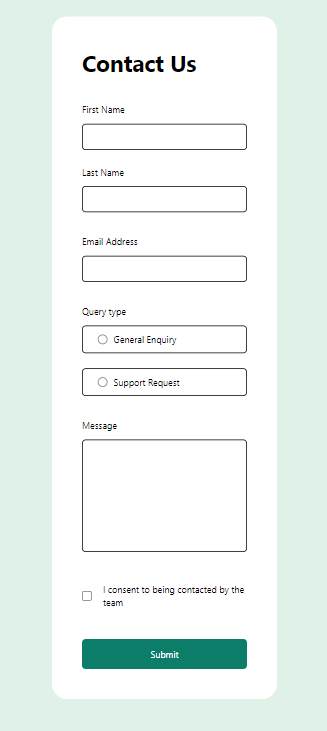 Contact Us
First Name
Last Name
Email Address
Query type
General Enquiry
Support Request
Message
I consent to being contacted by the
team
Submit